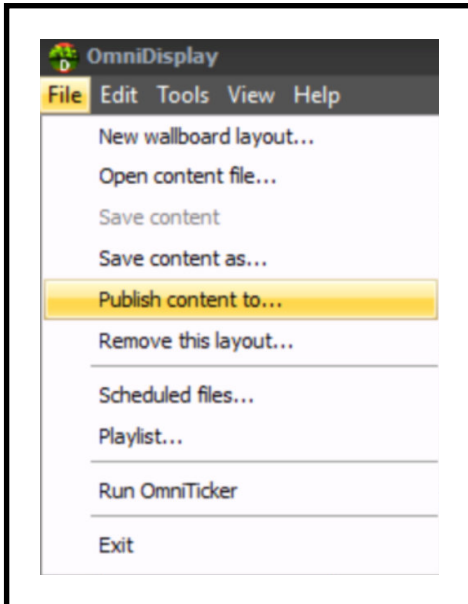 D OmniDisplay
File Edit Tools View Help
New wallboard layout...
Open content file...
Save content
Save content as...
Publish content to...
Remove this layout...
Scheduled files...
Playlist...
Run OmniTicker
Exit